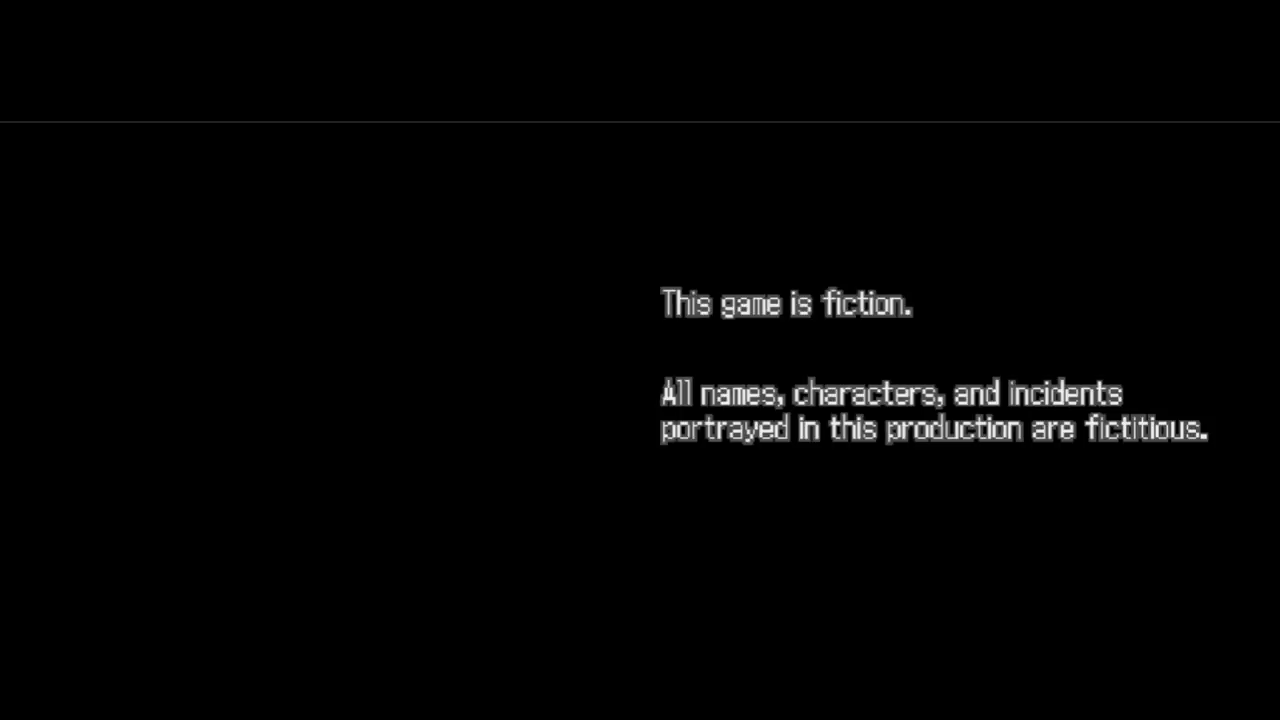 This game is fiction.
All names, characters, and incidents
portrayed in this production are fictitious.